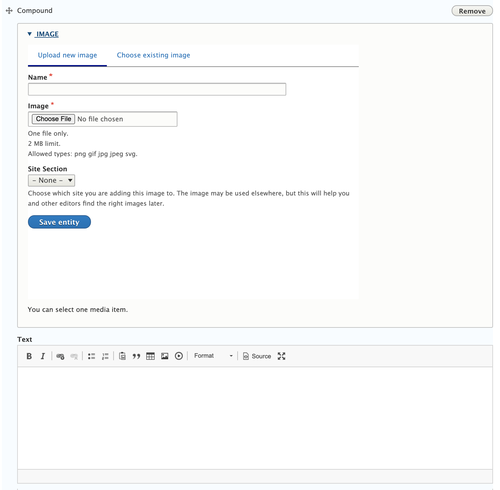 Compound
Remove
IMAGE
Upload new image
Choose existing image
Name *
Image *
Choose File No file chosen
One file only.
2 MB limit.
Allowed types: png gif jpg jpeg svg.
Site Section
- None -
Choose which site you are adding this image to. The image may be used elsewhere, but this will help you
and other editors find the right images later.
Save entity
You can select one media item.
Text
B I Format Source